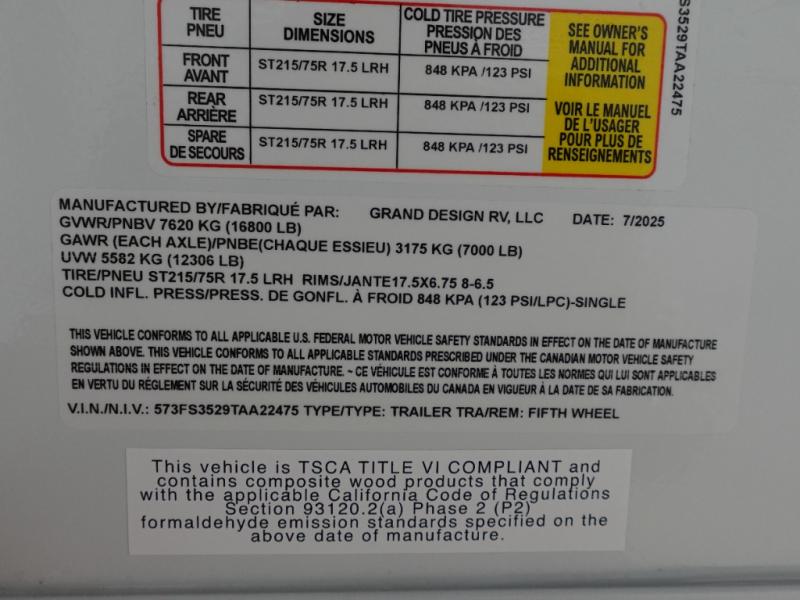 TIRE
PNEU
SIZE
DIMENSIONS
COLD TIRE PRESSURE
PRESSION DES
PNEUS À FROID
SEE OWNER'S
MANUAL FOR
ADDITIONAL
INFORMATION
VOIR LE MANUEL
DE L'USAGER
POUR PLUS DE
RENSEIGNEMENTS
FRONT
AVANT
ST215/75R 17.5 LRH
848 KPA /123 PSI
REAR
ARRIÈRE
ST215/75R 17.5 LRH
848 KPA /123 PSI
SPARE
DE SECOURS
ST215/75R 17.5 LRH
848 KPA /123 PSI
S3529TAA22475
MANUFACTURED BY/FABRIQUÉ PAR: GRAND DESIGN RV, LLC DATE: 7/2025
GVWR/PNBV 7620 KG (16800 LB)
GAWR (EACH AXLE)/PNBE(CHAQUE ESSIEU) 3175 KG (7000 LB)
UVW 5582 KG (12306 LB)
TIRE/PNEU ST215/75R 17.5 LRH RIMS/JANTE17.5X6.75 8-6.5
COLD INFL. PRESS/PRESS. DE GONFL. À FROID 848 KPA (123 PSI/LPC)-SINGLE
THIS VEHICLE CONFORMS TO ALL APPLICABLE U.S. FEDERAL MOTOR VEHICLE SAFETY STANDARDS IN EFFECT ON THE DATE OF MANUFACTURE
SHOWN ABOVE. THIS VEHICLE CONFORMS TO ALL APPLICABLE STANDARDS PRESCRIBED UNDER THE CANADIAN MOTOR VEHICLE SAFETY
REGULATIONS IN EFFECT ON THE DATE OF MANUFACTURE. ~ CE VÉHICULE EST CONFORME À TOUTES LES NORMES QUI LUI SONT APPLICABLES
EN VERTU DU RÉGLEMENT SUR LA SÉCURITÉ DES VÉHICULES AUTOMOBILES DU CANADA EN VIGUEUR À LA DATE DE SA FABRICATION.
V.I.N./N.I.V.: 573FS3529TAA22475 TYPE/TYPE: TRAILER TRA/REM: FIFTH WHEEL
This vehicle is TSCA TITLE VI COMPLIANT and
contains composite wood products that comply
with the applicable California Code of Regulations
Section 93120.2(a) Phase 2 (P2)
formaldehyde emission standards specified on the
above date of manufacture.